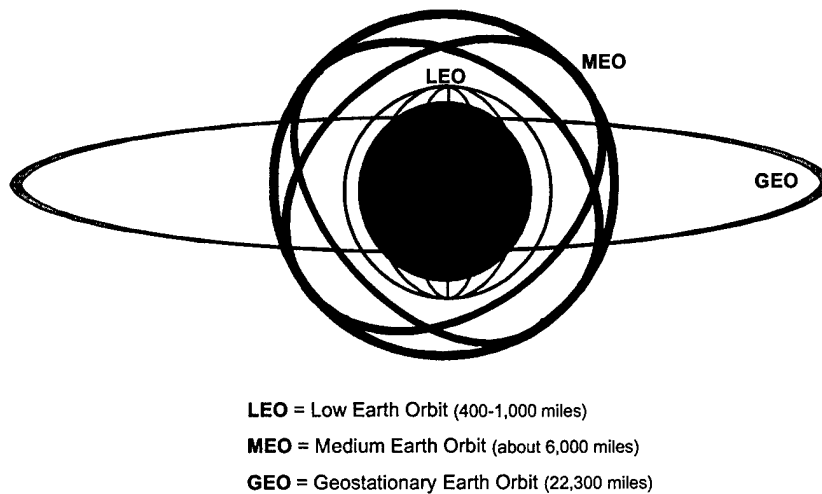 MEO
LEO
GEO
LEO = Low Earth Orbit (400-1,000 miles)
MEO = Medium Earth Orbit (about 6,000 miles)
GEO = Geostationary Earth Orbit (22,300 miles)